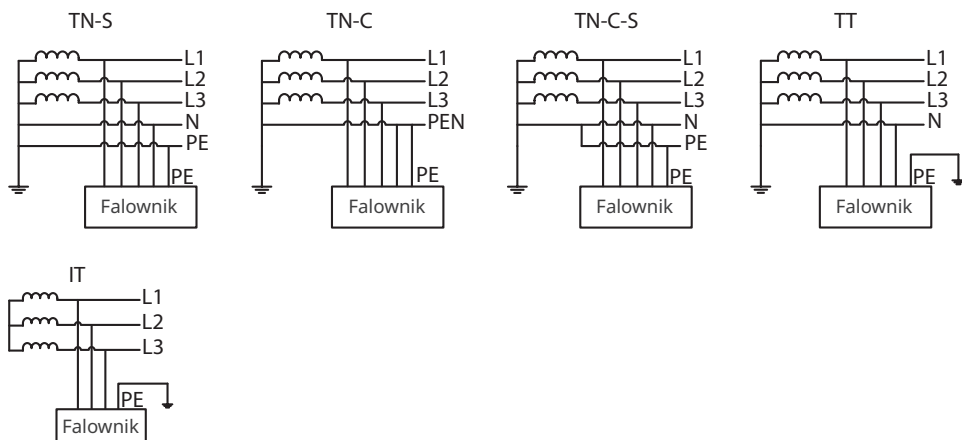 TN-S
L1
L2
L3
N
PE
PE
Falownik
TN-C
L1
L2
L3
PEN
PE
Falownik
TN-C-S
L1
L2
L3
N
PE
PE
Falownik
TT
L1
L2
L3
N
PE
Falownik
IT
L1
L2
L3
PE
Falownik